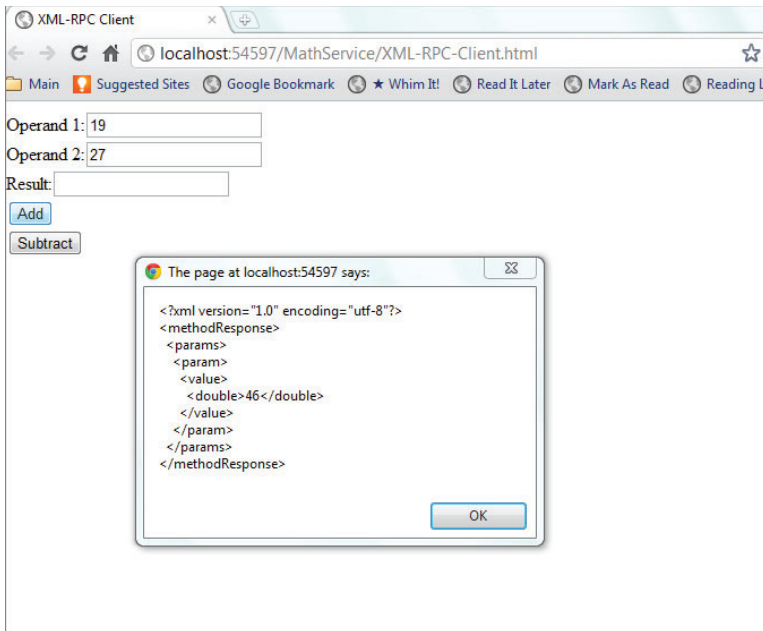 XML-RPC Client
localhost:54597/MathService/XML-RPC-Client.html
Main Suggested Sites Google Bookmark ★ Whim It! Read It Later Mark As Read Reading L
Operand 1: 19
Operand 2: 27
Result:
Add
Subtract
The page at localhost:54597 says:
<?xml version="1.0" encoding="utf-8"?>
<methodResponse>
<params>
<param>
<value>
<double>46</double>
</value>
</param>
</params>
</methodResponse>
OK